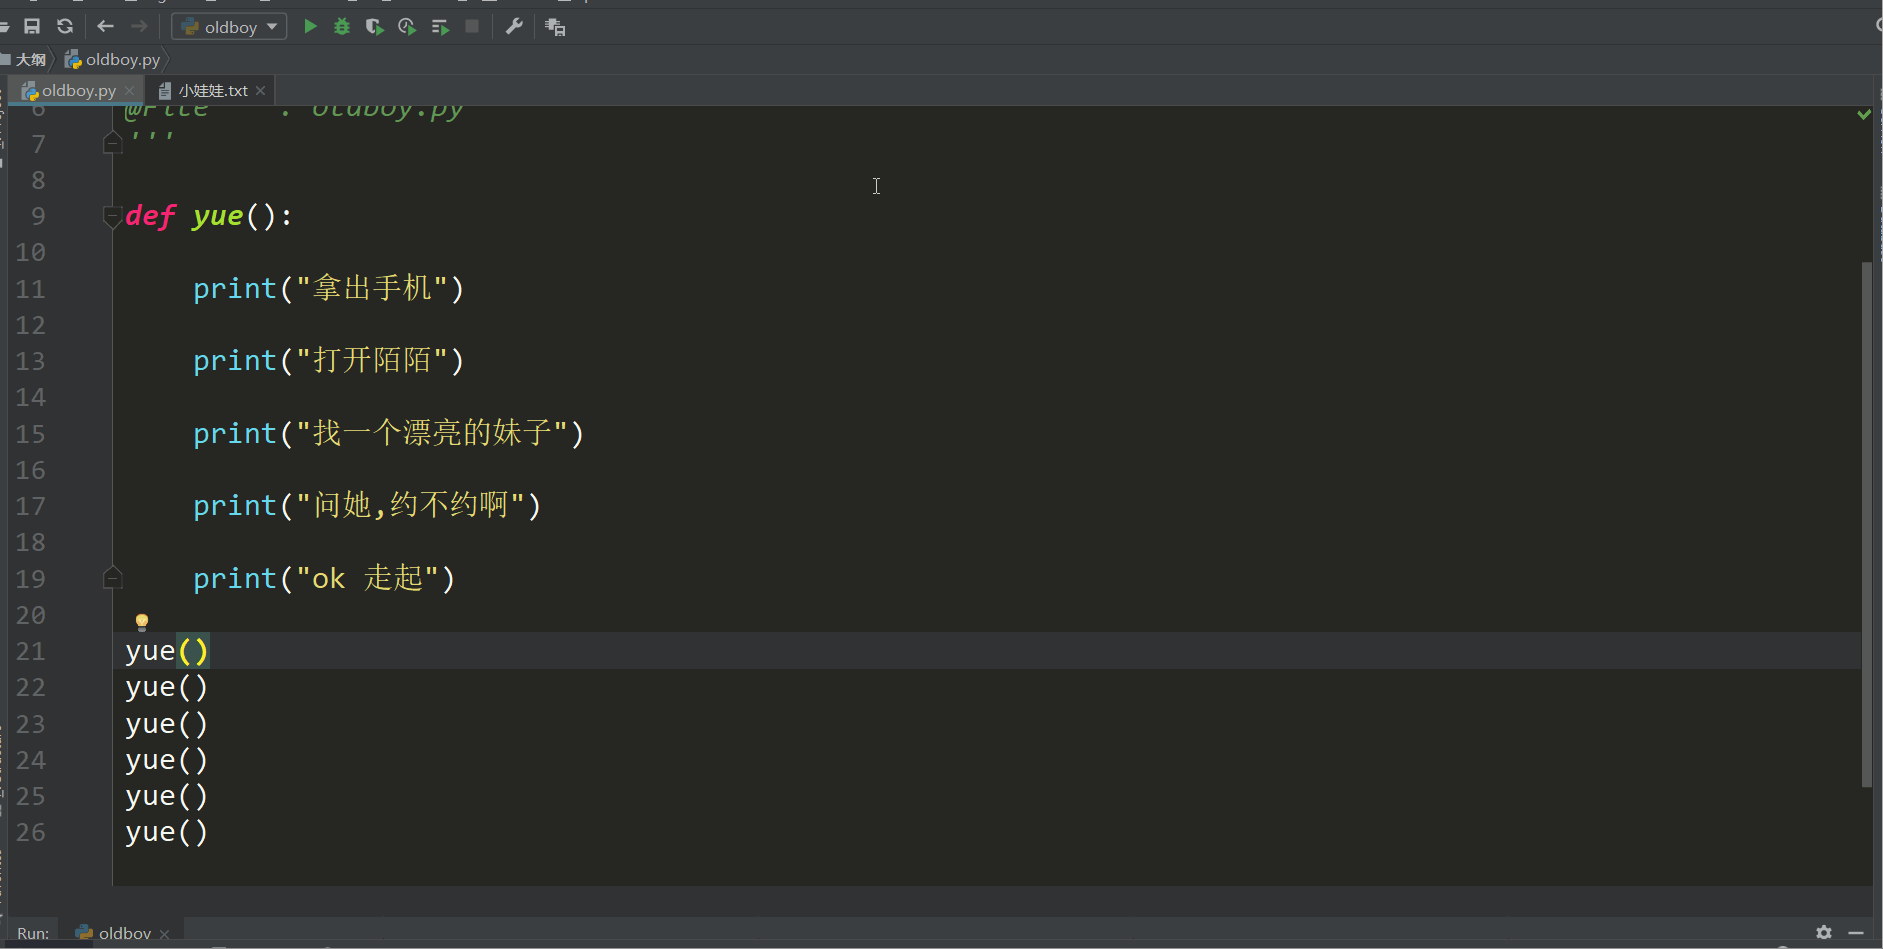 oldboy
大纲 oldboy.py
oldboy.py 小娃娃.txt
6 @File : oldboy.py
7 '''
8
9 def yue():
10
11 print("拿出手机")
12
13 print("打开陌陌")
14
15 print("找一个漂亮的妹子")
16
17 print("问她,约不约啊")
18
19 print("ok 走起")
20
21 yue()
22 yue()
23 yue()
24 yue()
25 yue()
26 yue()
Run: oldboy